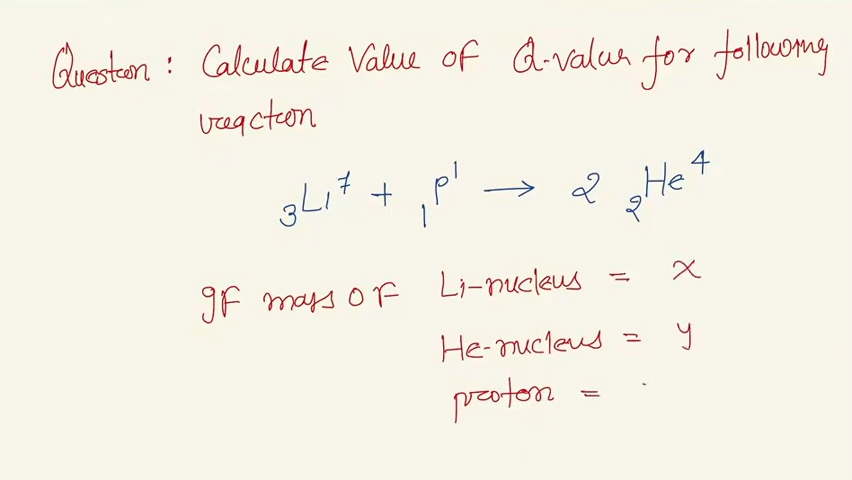 Question : Calculate Value of Q-value for following
reaction
₃Li⁷ + ₁P¹ → 2 ₂He⁴
If mass of Li-nucleus = x
He-nucleus = y
proton =